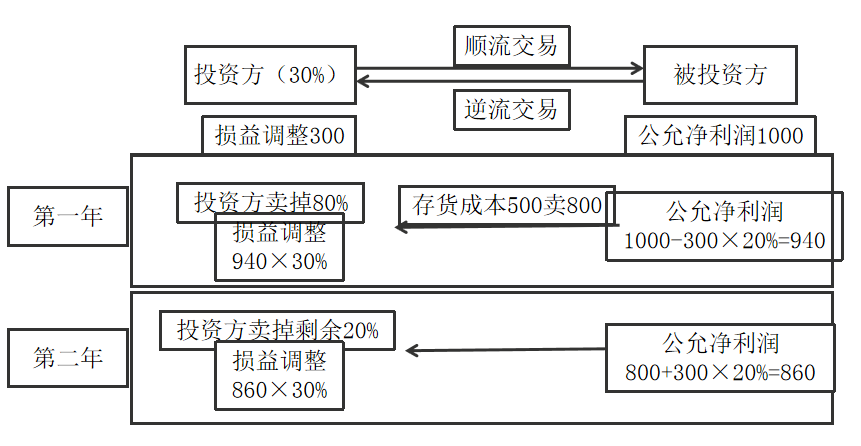 顺流交易
投资方（30%）
被投资方
逆流交易
损益调整300
公允净利润1000
第一年
投资方卖掉80%
存货成本500卖800
损益调整
940×30%
公允净利润
1000-300×20%=940
第二年
投资方卖掉剩余20%
损益调整
860×30%
公允净利润
800+300×20%=860